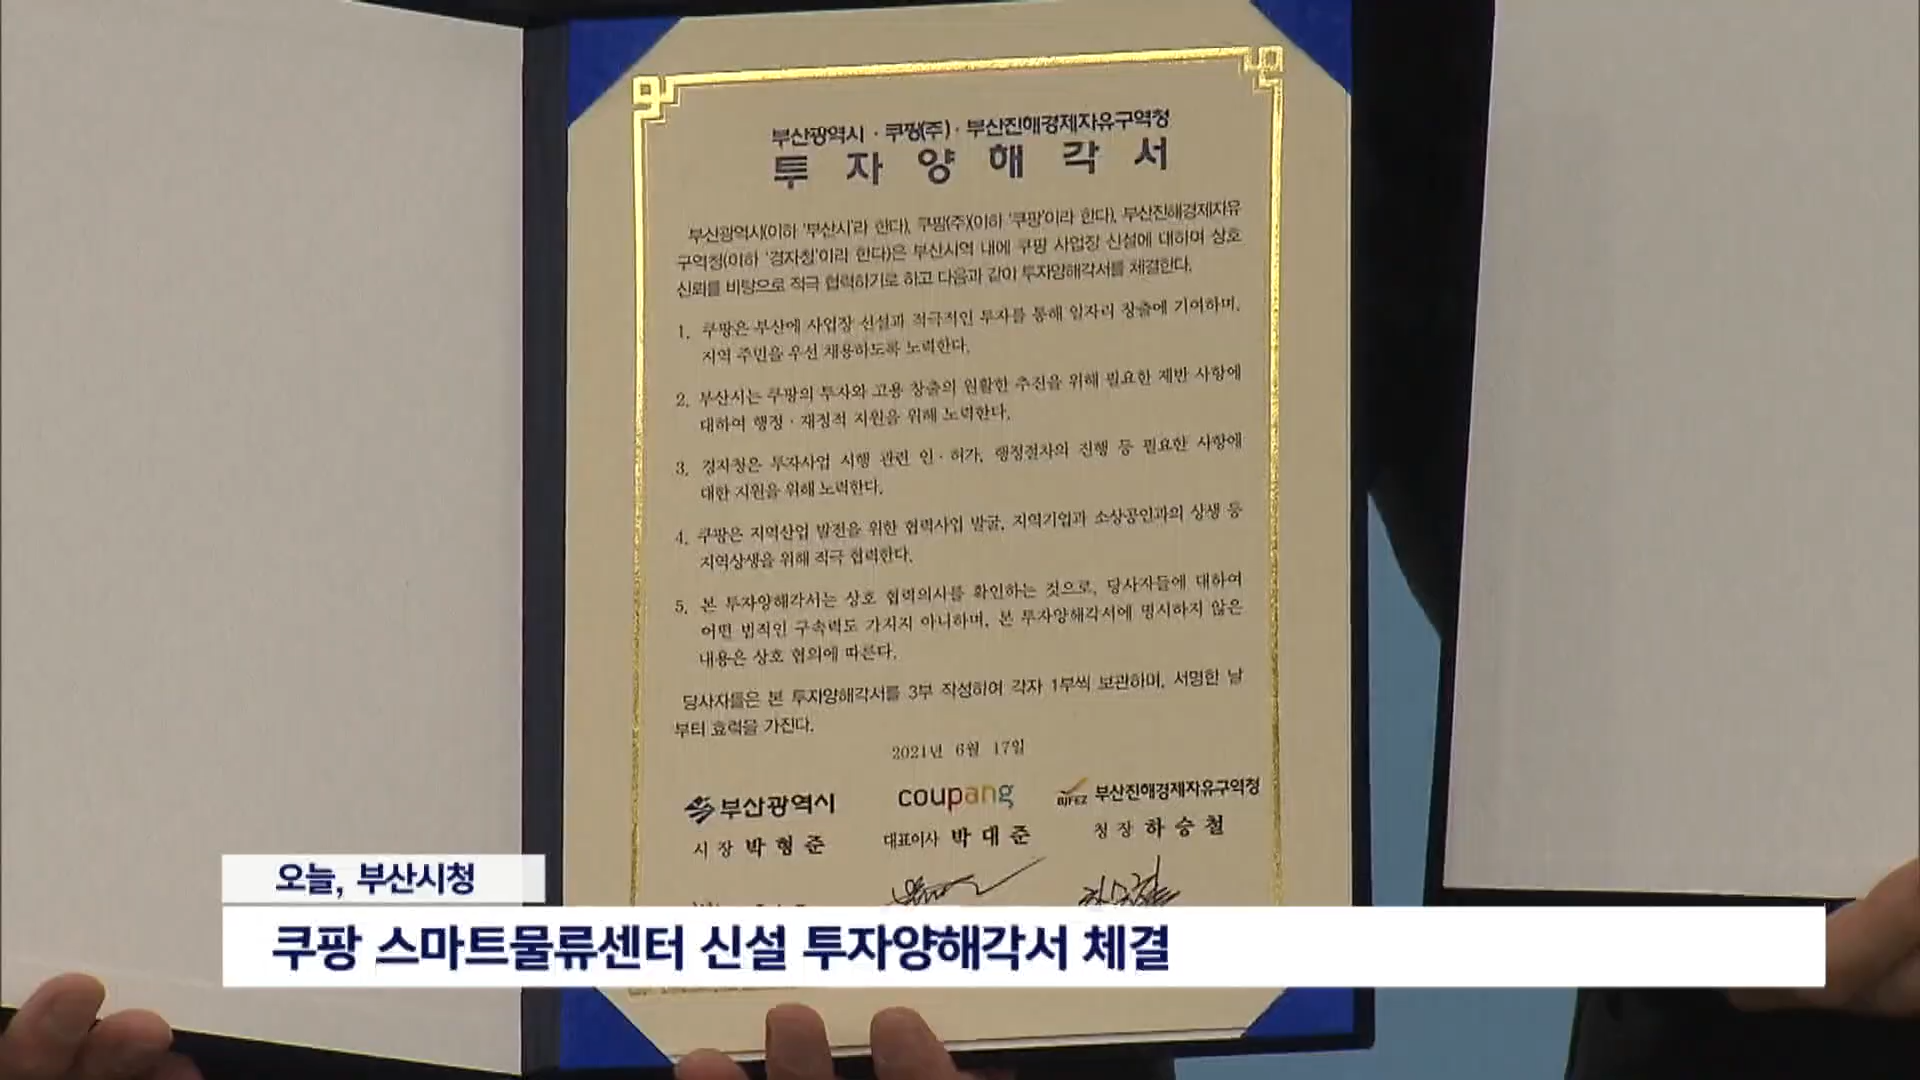 부산광역시 · 쿠팡(주) · 부산진해경제자유구역청
투 자 양 해 각 서
부산광역시(이하 '부산시'라 한다), 쿠팡(주)(이하 '쿠팡'이라 한다), 부산진해경제자유
구역청(이하 '경자청'이라 한다)은 부산시역 내에 쿠팡 사업장 신설에 대하여 상호
신뢰를 바탕으로 적극 협력하기로 하고 다음과 같이 투자양해각서를 체결한다.
1. 쿠팡은 부산에 사업장 신설과 적극적인 투자를 통해 일자리 창출에 기여하며,
지역 주민을 우선 채용하도록 노력한다.
2. 부산시는 쿠팡의 투자와 고용 창출의 원활한 추진을 위해 필요한 제반 사항에
대하여 행정 · 재정적 지원을 위해 노력한다.
3. 경자청은 투자사업 시행 관련 인 · 허가, 행정절차의 진행 등 필요한 사항에
대한 지원을 위해 노력한다.
4. 쿠팡은 지역산업 발전을 위한 협력사업 발굴, 지역기업과 소상공인과의 상생 등
지역상생을 위해 적극 협력한다.
5. 본 투자양해각서는 상호 협력의사를 확인하는 것으로, 당사자들에 대하여
어떤 법적인 구속력도 가지지 아니하며, 본 투자양해각서에 명시하지 않은
내용은 상호 협의에 따른다.
당사자들은 본 투자양해각서를 3부 작성하여 각자 1부씩 보관하며, 서명한 날
부터 효력을 가진다.
2021년 6월 17일
부산광역시 coupang BJFEZ 부산진해경제자유구역청
시 장 박 형 준 대표이사 박 대 준 청 장 하 승 철
오늘, 부산시청
쿠팡 스마트물류센터 신설 투자양해각서 체결